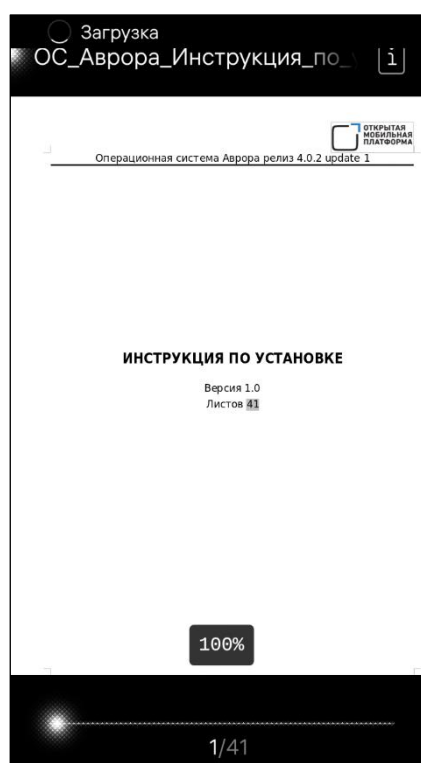 Загрузка
ОС_Аврора_Инструкция_по_
i
ОТКРЫТАЯ
МОБИЛЬНАЯ
ПЛАТФОРМА
Операционная система Аврора релиз 4.0.2 update 1
ИНСТРУКЦИЯ ПО УСТАНОВКЕ
Версия 1.0
Листов 41
100%
1/41